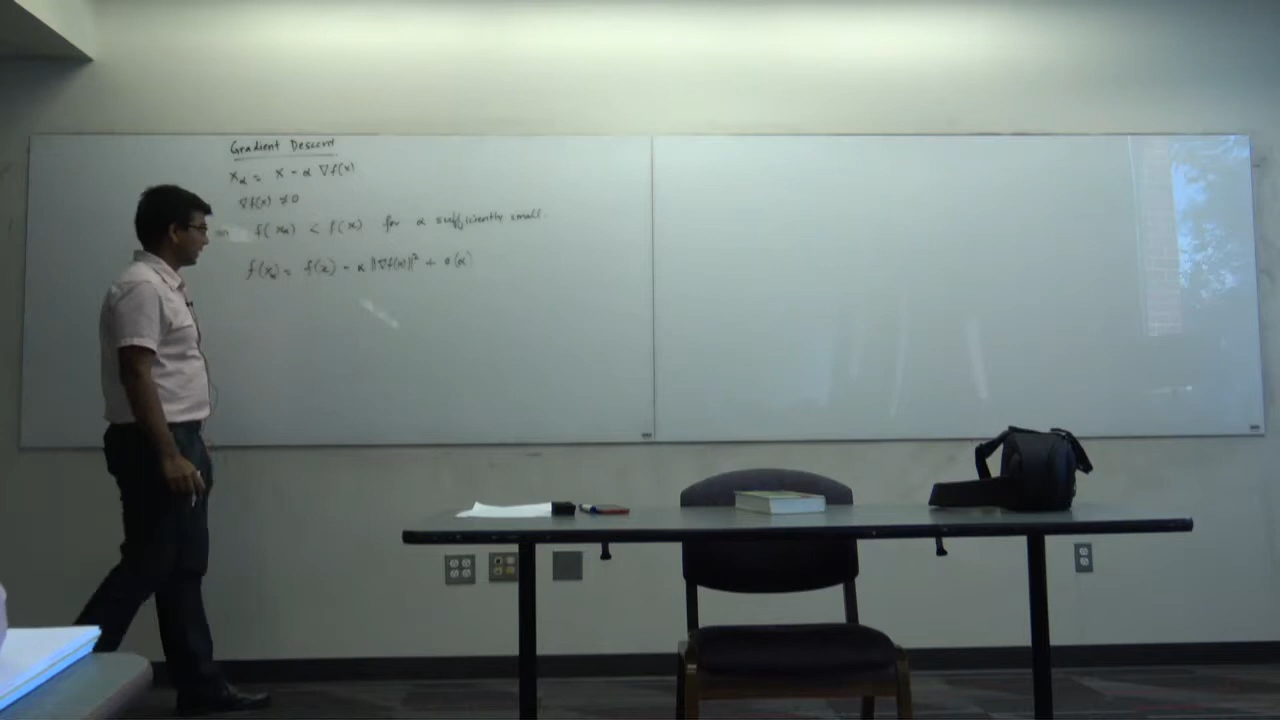 Gradient Descent
x_α = x - α ∇f(x)
∇f(x) ≠ 0
f(x_α) < f(x) for α sufficiently small.
f(x_α) = f(x) - α ||∇f(x)||² + o(α)